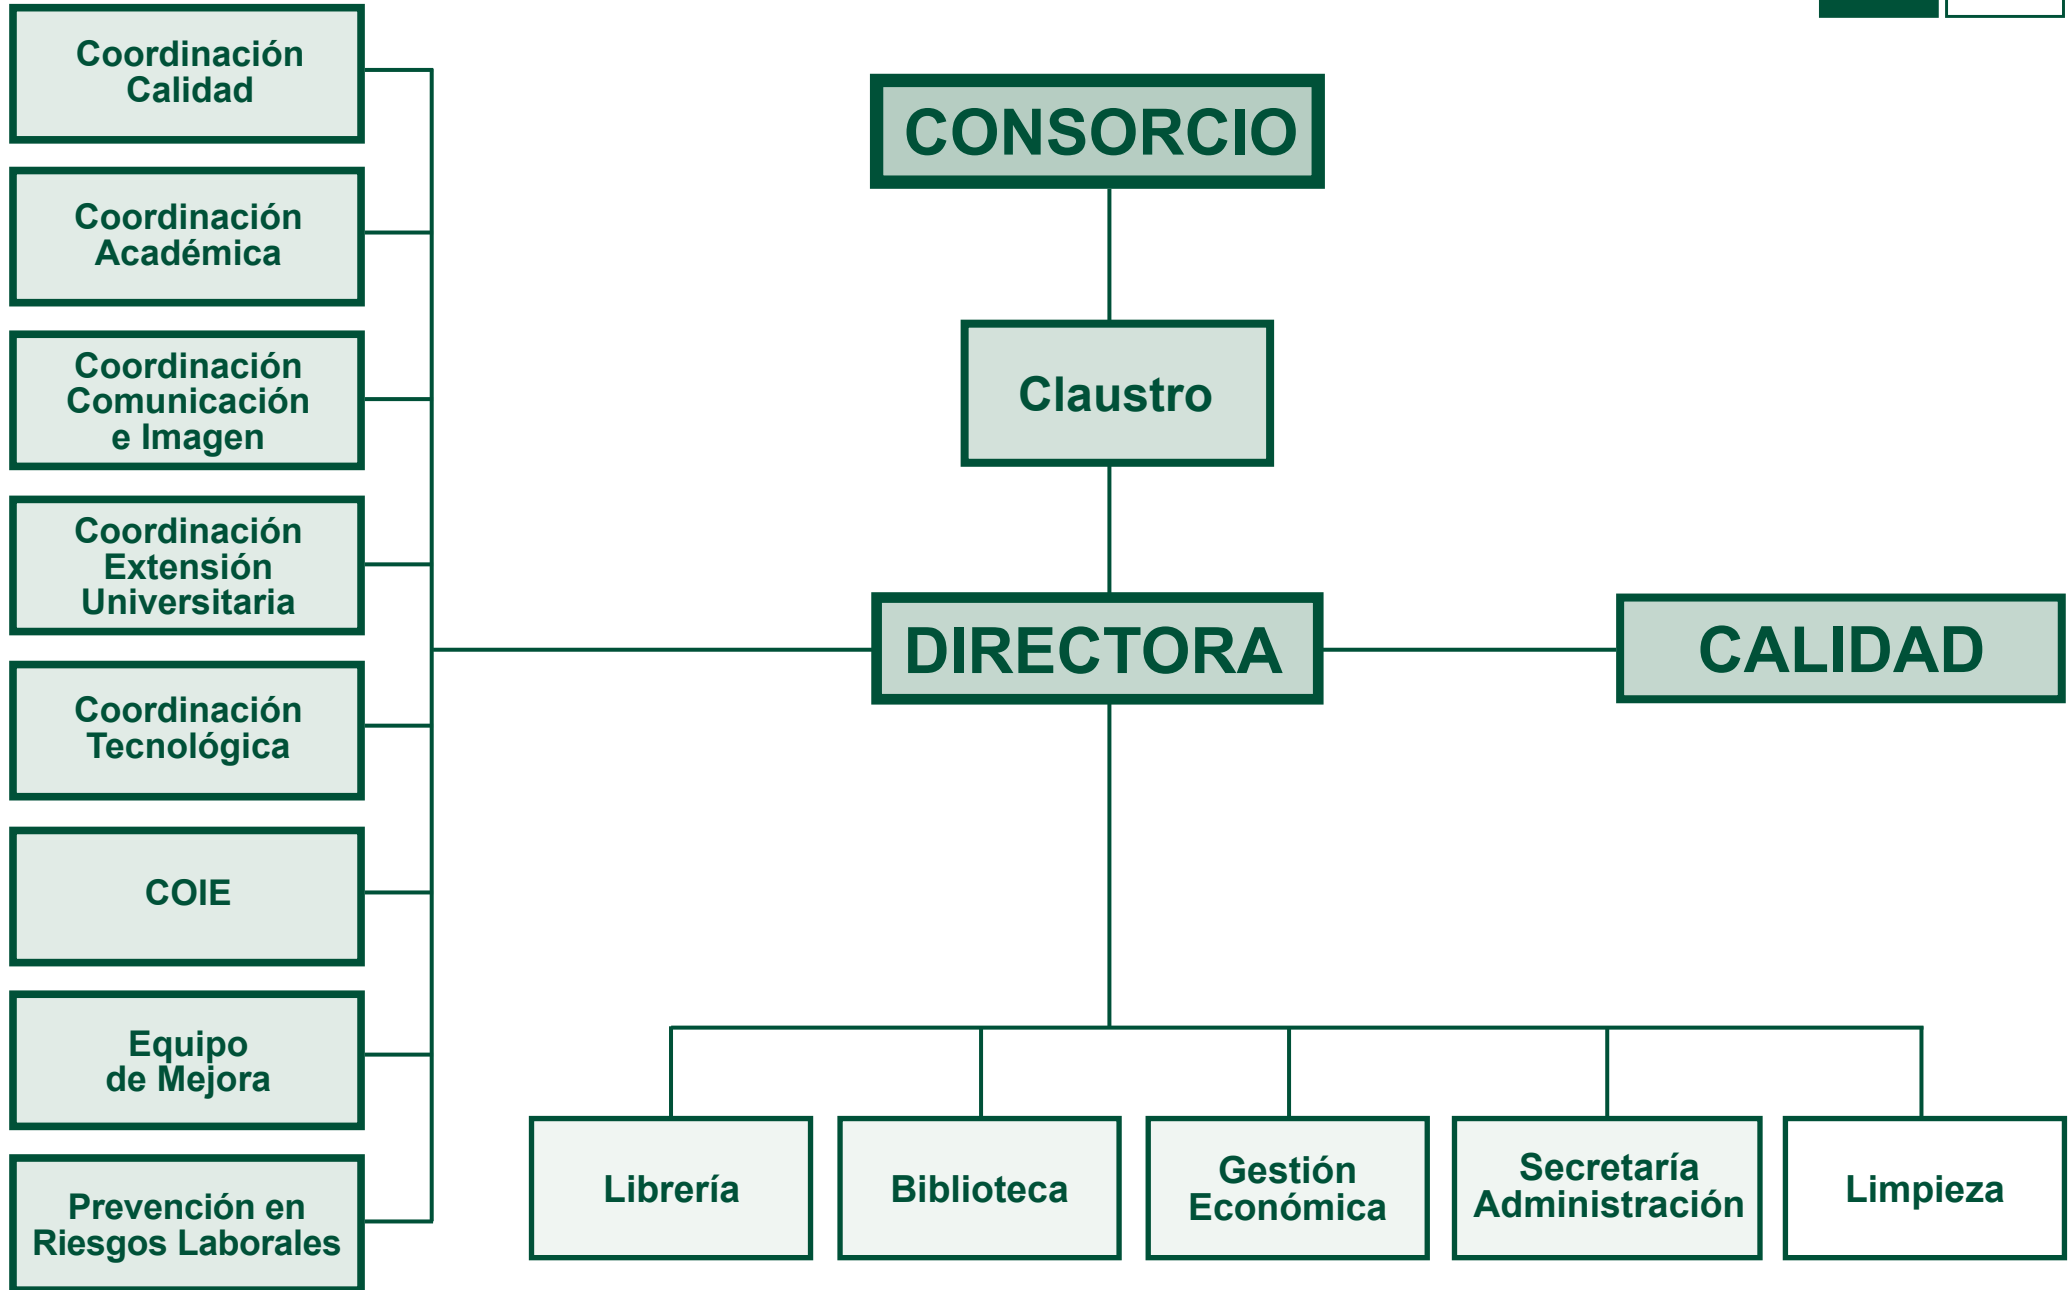 Coordinación
Calidad
Coordinación
Académica
Coordinación
Comunicación
e Imagen
Coordinación
Extensión
Universitaria
Coordinación
Tecnológica
COIE
Equipo
de Mejora
Prevención en
Riesgos Laborales
CONSORCIO
Claustro
DIRECTORA
CALIDAD
Librería
Biblioteca
Gestión
Económica
Secretaría
Administración
Limpieza